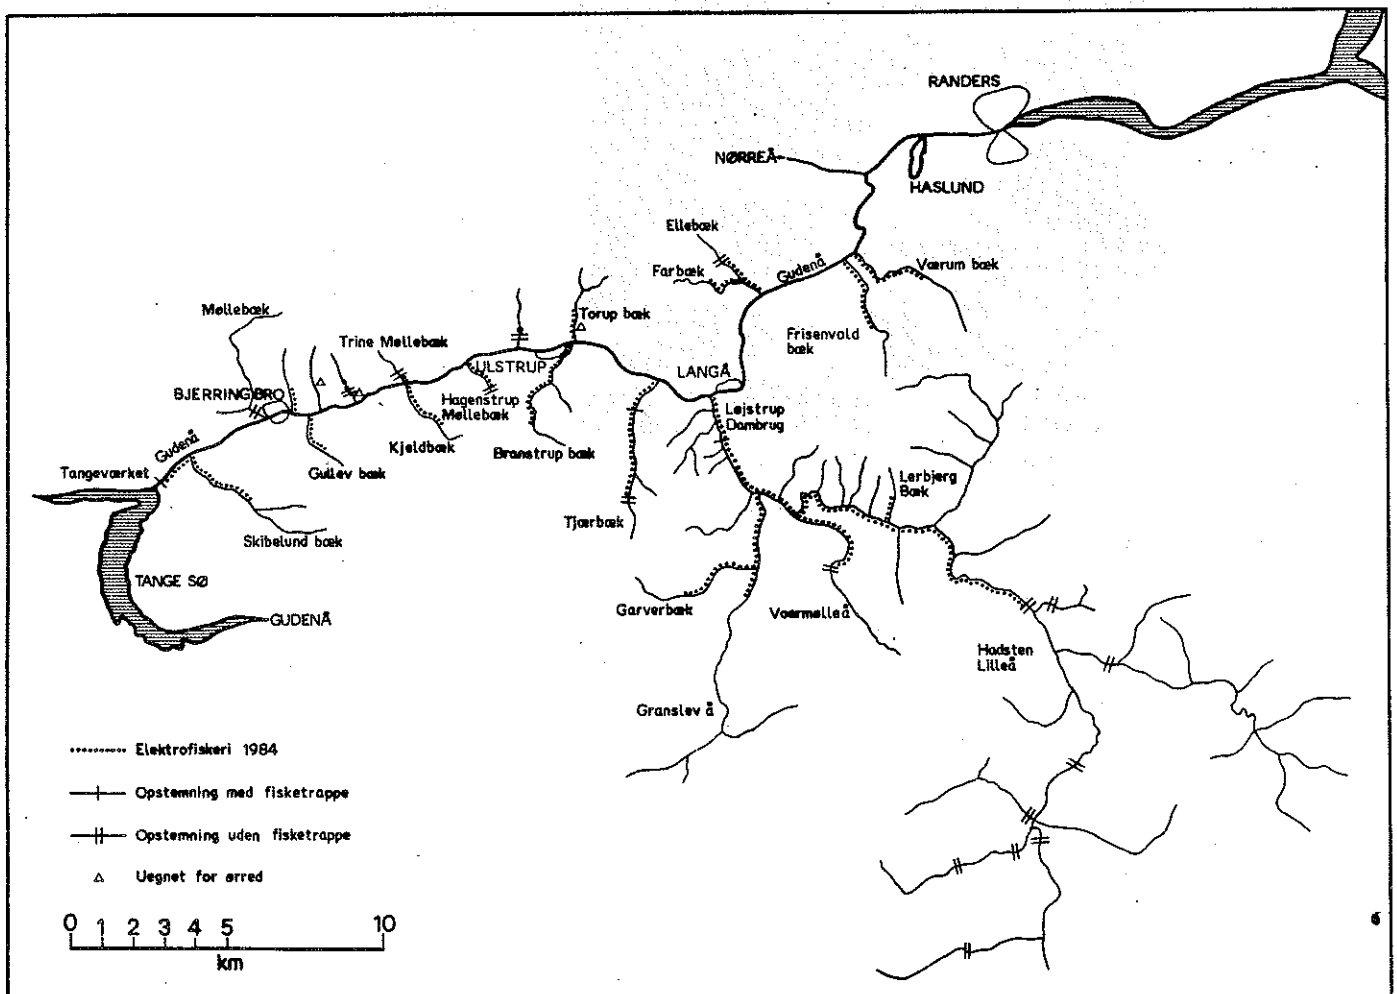 RANDERS
NØRREÅ
HASLUND
Ellebæk
Farbæk
Gudenå
Værum bæk
Møllebæk
Torup bæk
Trine Møllebæk
Frisenvold
bæk
ULSTRUP
LANGÅ
BJERRINGBRO
Hagenstrup
Møllebæk
Løjstrup
Dambrug
Gudenå
Kjeldbæk
Brønstrup bæk
Tangeværket
Gullev bæk
Lerbjerg
Bæk
Tjærbæk
Skibelund bæk
TANGE SØ
Garverbæk
Voermølleå
GUDENÅ
Hadsten
Lilleå
Granslev å
Elektrofiskeri 1984
Opstemning med fisketrappe
Opstemning uden fisketrappe
Uegnet for ørred
0 1 2 3 4 5 10
km
6